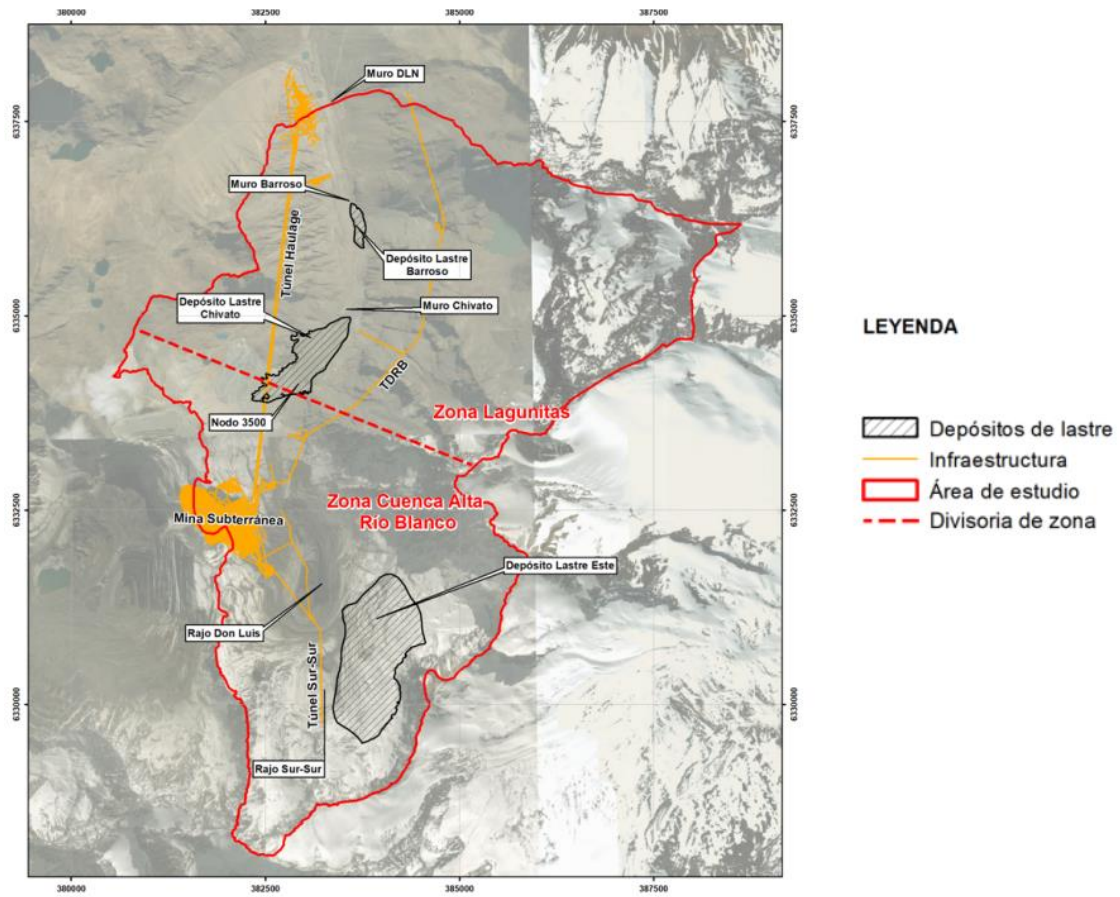 380000
382500
385000
387500
6337500
6337500
Muro DLN
Muro Barroso
Túnel Haulage
Depósito Lastre
Barroso
Depósito Lastre
Chivato
Muro Chivato
6335000
6335000
TDRB
Nodo 3500
Zona Lagunitas
6332500
6332500
Mina Subterránea
Zona Cuenca Alta
Río Blanco
Depósito Lastre Este
Rajo Don Luis
Túnel Sur-Sur
6330000
6330000
Rajo Sur-Sur
380000
382500
385000
387500
LEYENDA
Depósitos de lastre
Infraestructura
Área de estudio
Divisoria de zona